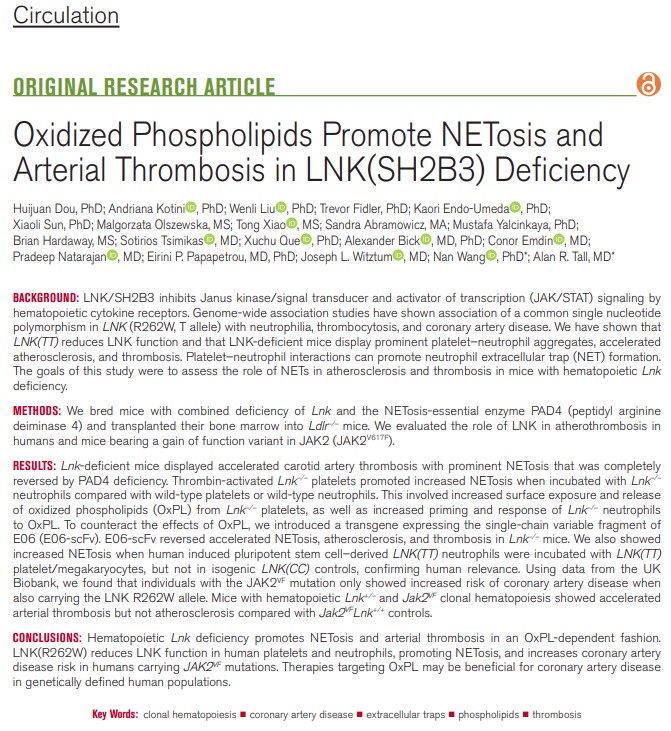 Circulation
ORIGINAL RESEARCH ARTICLE
Oxidized Phospholipids Promote NETosis and
Arterial Thrombosis in LNK(SH2B3) Deficiency
Huijuan Dou, PhD; Andriana Kotini, PhD; Wenli Liu, PhD; Trevor Fidler, PhD; Kaori Endo-Umeda, PhD;
Xiaoli Sun, PhD; Malgorzata Olszewska, MS; Tong Xiao, MS; Sandra Abramowicz, MA; Mustafa Yalcinkaya, PhD;
Brian Hardaway, MS; Sotirios Tsimikas, MD; Xuchu Que, PhD; Alexander Bick, MD, PhD; Conor Emdin, MD;
Pradeep Natarajan, MD; Eirini P. Papapetrou, MD, PhD; Joseph L. Witztum, MD; Nan Wang, PhD*; Alan R. Tall, MD*
BACKGROUND: LNK/SH2B3 inhibits Janus kinase/signal transducer and activator of transcription (JAK/STAT) signaling by
hematopoietic cytokine receptors. Genome-wide association studies have shown association of a common single nucleotide
polymorphism in LNK (R262W, T allele) with neutrophilia, thrombocytosis, and coronary artery disease. We have shown that
LNK(TT) reduces LNK function and that LNK-deficient mice display prominent platelet–neutrophil aggregates, accelerated
atherosclerosis, and thrombosis. Platelet–neutrophil interactions can promote neutrophil extracellular trap (NET) formation.
The goals of this study were to assess the role of NETs in atherosclerosis and thrombosis in mice with hematopoietic Lnk
deficiency.
METHODS: We bred mice with combined deficiency of Lnk and the NETosis-essential enzyme PAD4 (peptidyl arginine
deiminase 4) and transplanted their bone marrow into Ldlr−/− mice. We evaluated the role of LNK in atherothrombosis in
humans and mice bearing a gain of function variant in JAK2 (JAK2V617F).
RESULTS: Lnk-deficient mice displayed accelerated carotid artery thrombosis with prominent NETosis that was completely
reversed by PAD4 deficiency. Thrombin-activated Lnk−/− platelets promoted increased NETosis when incubated with Lnk−/−
neutrophils compared with wild-type platelets or wild-type neutrophils. This involved increased surface exposure and release
of oxidized phospholipids (OxPL) from Lnk−/− platelets, as well as increased priming and response of Lnk−/− neutrophils
to OxPL. To counteract the effects of OxPL, we introduced a transgene expressing the single-chain variable fragment of
E06 (E06-scFv). E06-scFv reversed accelerated NETosis, atherosclerosis, and thrombosis in Lnk−/− mice. We also showed
increased NETosis when human induced pluripotent stem cell–derived LNK(TT) neutrophils were incubated with LNK(TT)
platelet/megakaryocytes, but not in isogenic LNK(CC) controls, confirming human relevance. Using data from the UK
Biobank, we found that individuals with the JAK2VF mutation only showed increased risk of coronary artery disease when
also carrying the LNK R262W allele. Mice with hematopoietic Lnk+/− and Jak2VF clonal hematopoiesis showed accelerated
arterial thrombosis but not atherosclerosis compared with Jak2VFLnk+/+ controls.
CONCLUSIONS: Hematopoietic Lnk deficiency promotes NETosis and arterial thrombosis in an OxPL-dependent fashion.
LNK(R262W) reduces LNK function in human platelets and neutrophils, promoting NETosis, and increases coronary artery
disease risk in humans carrying JAK2VF mutations. Therapies targeting OxPL may be beneficial for coronary artery disease
in genetically defined human populations.
Key Words: clonal hematopoiesis ■ coronary artery disease ■ extracellular traps ■ phospholipids ■ thrombosis